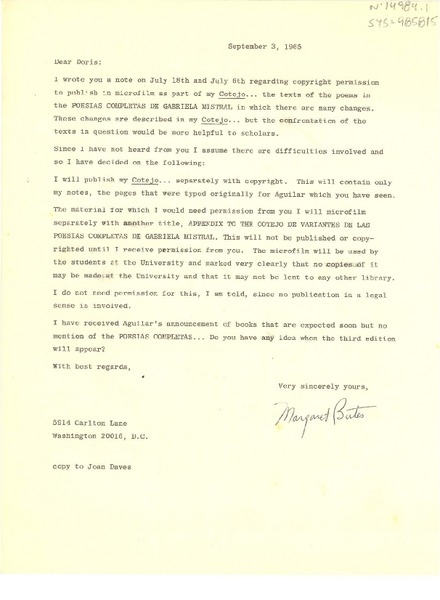 Nº 14984.1
SYS=985815
September 3, 1965
Dear Doris:
I wrote you a note on July 18th and July 6th regarding copyright permission
to publish in microfilm as part of my Cotejo... the texts of the poems in
the POESIAS COMPLETAS DE GABRIELA MISTRAL in which there are many changes.
These changes are described in my Cotejo... but the confrontation of the
texts in question would be more helpful to scholars.
Since I have not heard from you I assume there are difficulties involved and
so I have decided on the following:
I will publish my Cotejo... separately with copyright. This will contain only
my notes, the pages that were typed originally for Aguilar which you have seen.
The material for which I would need permission from you I will microfilm
separately with another title, APPENDIX TO THE COTEJO DE VARIANTES DE LAS
POESIAS COMPLETAS DE GABRIELA MISTRAL. This will not be published or copy-
righted until I receive permission from you. The microfilm will be used by
the students at the University and marked very clearly that no copies of it
may be made at the University and that it may not be lent to any other library.
I do not need permission for this, I am told, since no publication in a legal
sense is involved.
I have received Aguilar's announcement of books that are expected soon but no
mention of the POESIAS COMPLETAS... Do you have any idea when the third edition
will appear?
With best regards,
Very sincerely yours,
Margaret Bates
5914 Carlton Lane
Washington 20016, D.C.
copy to Joan Daves